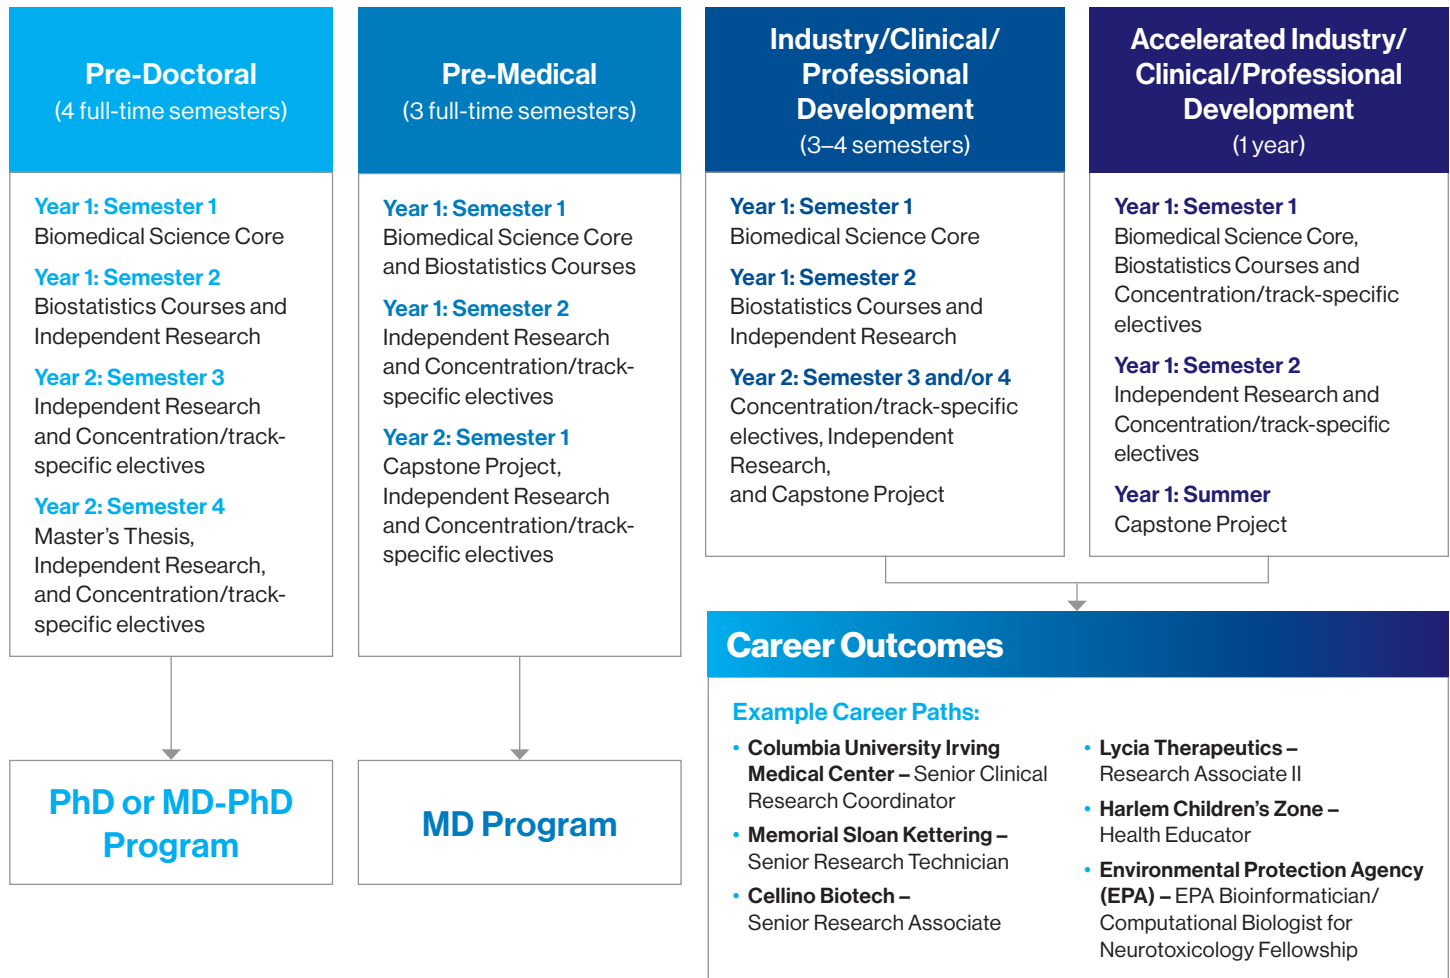 Pre-Doctoral
(4 full-time semesters)
Year 1: Semester 1
Biomedical Science Core
Year 1: Semester 2
Biostatistics Courses and
Independent Research
Year 2: Semester 3
Independent Research
and Concentration/track-
specific electives
Year 2: Semester 4
Master’s Thesis,
Independent Research,
and Concentration/track-
specific electives
PhD or MD-PhD
Program
Pre-Medical
(3 full-time semesters)
Year 1: Semester 1
Biomedical Science Core
and Biostatistics Courses
Year 1: Semester 2
Independent Research
and Concentration/track-
specific electives
Year 2: Semester 1
Capstone Project,
Independent Research
and Concentration/track-
specific electives
MD Program
Industry/Clinical/
Professional
Development
(3–4 semesters)
Year 1: Semester 1
Biomedical Science Core
Year 1: Semester 2
Biostatistics Courses and
Independent Research
Year 2: Semester 3 and/or 4
Concentration/track-specific
electives, Independent
Research,
and Capstone Project
Accelerated Industry/
Clinical/Professional
Development
(1 year)
Year 1: Semester 1
Biomedical Science Core,
Biostatistics Courses and
Concentration/track-specific
electives
Year 1: Semester 2
Independent Research and
Concentration/track-specific
electives
Year 1: Summer
Capstone Project
Career Outcomes
Example Career Paths:
• Columbia University Irving
Medical Center – Senior Clinical
Research Coordinator
• Memorial Sloan Kettering –
Senior Research Technician
• Cellino Biotech –
Senior Research Associate
• Lycia Therapeutics –
Research Associate II
• Harlem Children’s Zone –
Health Educator
• Environmental Protection Agency
(EPA) – EPA Bioinformatician/
Computational Biologist for
Neurotoxicology Fellowship